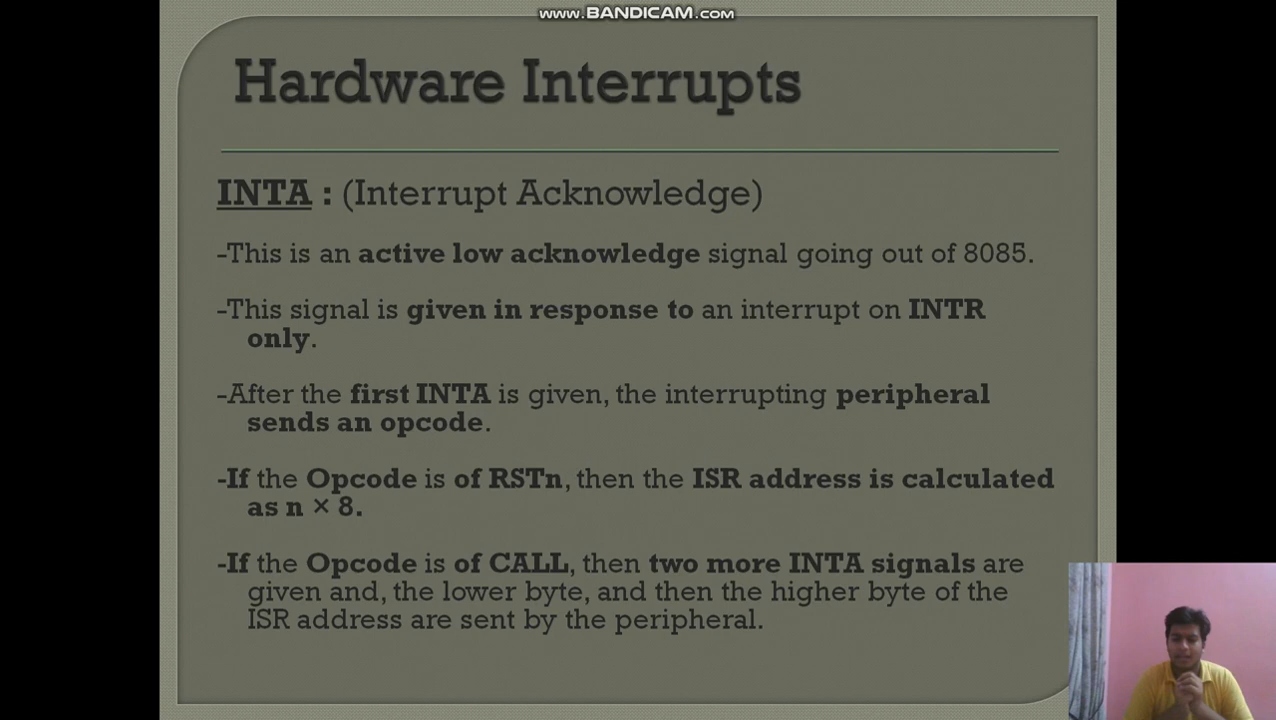 www.BANDICAM.com
Hardware Interrupts
INTA : (Interrupt Acknowledge)
-This is an active low acknowledge signal going out of 8085.
-This signal is given in response to an interrupt on INTR
only.
-After the first INTA is given, the interrupting peripheral
sends an opcode.
-If the Opcode is of RSTn, then the ISR address is calculated
as n × 8.
-If the Opcode is of CALL, then two more INTA signals are
given and, the lower byte, and then the higher byte of the
ISR address are sent by the peripheral.